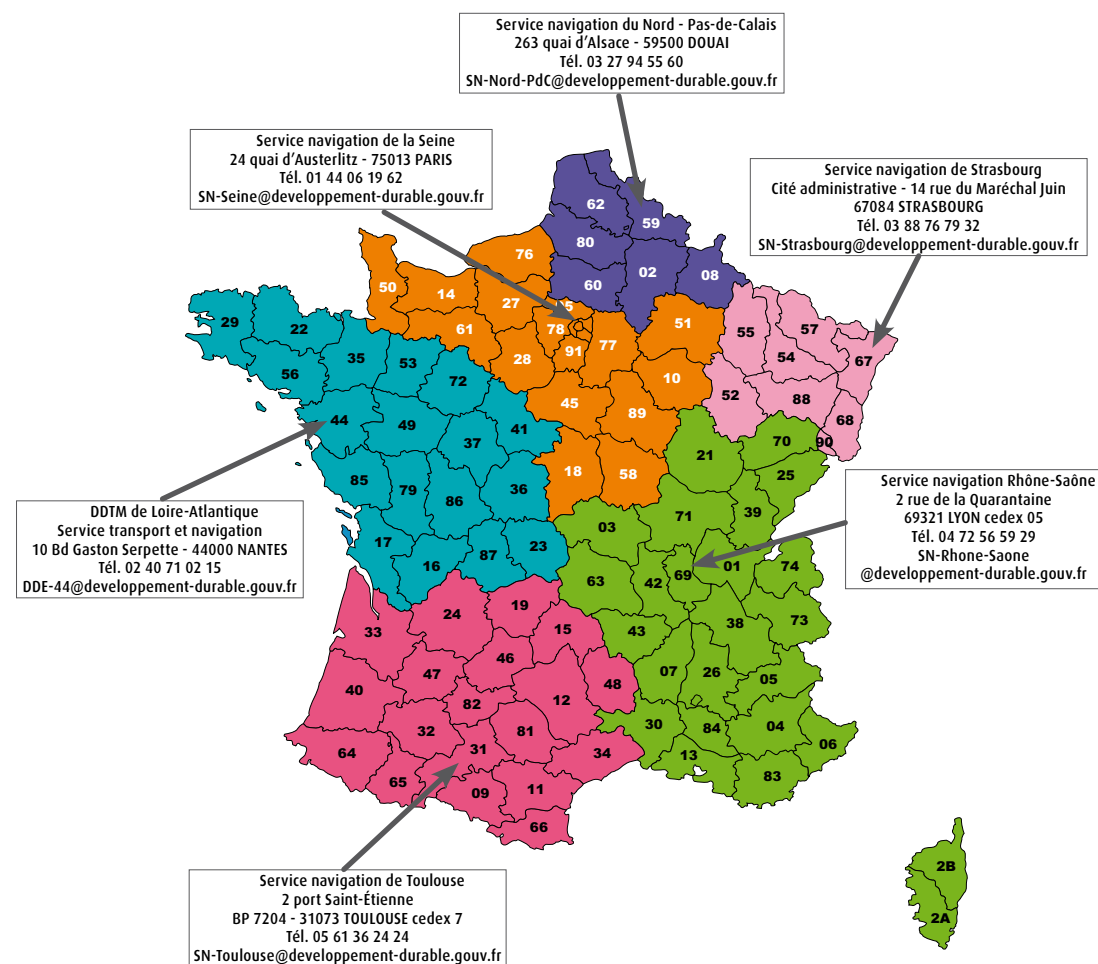 Service navigation du Nord - Pas-de-Calais
263 quai d'Alsace - 59500 DOUAI
Tél. 03 27 94 55 60
SN-Nord-PdC@developpement-durable.gouv.fr
Service navigation de la Seine
24 quai d'Austerlitz - 75013 PARIS
Tél. 01 44 06 19 62
SN-Seine@developpement-durable.gouv.fr
Service navigation de Strasbourg
Cité administrative - 14 rue du Maréchal Juin
67084 STRASBOURG
Tél. 03 88 76 79 32
SN-Strasbourg@developpement-durable.gouv.fr
62
59
80
76
02
08
60
50
14
27
51
29
22
61
78
77
55
57
35
53
28
91
54
67
56
72
10
52
88
45
44
49
41
89
68
37
70
90
21
18
58
25
85
79
86
36
71
39
03
17
16
87
23
63
42
69
01
74
DDTM de Loire-Atlantique
Service transport et navigation
10 Bd Gaston Serpette - 44000 NANTES
Tél. 02 40 71 02 15
DDE-44@developpement-durable.gouv.fr
Service navigation Rhône-Saône
2 rue de la Quarantaine
69321 LYON cedex 05
Tél. 04 72 56 59 29
SN-Rhone-Saone
@developpement-durable.gouv.fr
24
19
33
15
43
38
73
46
40
47
48
07
26
05
82
12
32
81
30
84
04
06
64
31
34
13
65
09
11
83
66
2B
2A
Service navigation de Toulouse
2 port Saint-Étienne
BP 7204 - 31073 TOULOUSE cedex 7
Tél. 05 61 36 24 24
SN-Toulouse@developpement-durable.gouv.fr